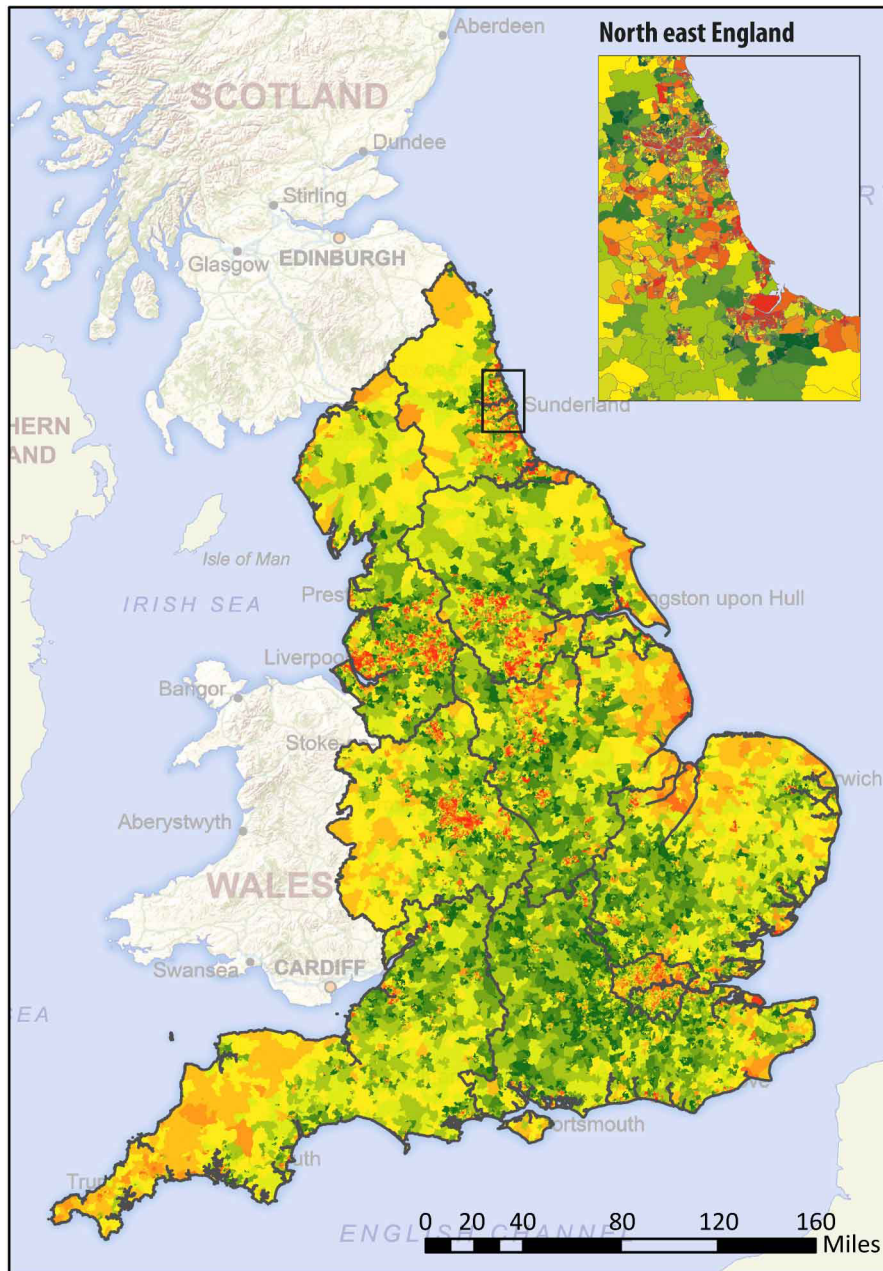 Aberdeen
North east England
SCOTLAND
Dundee
Stirling
Glasgow
EDINBURGH
HERN
AND
Sunderland
Isle of Man
IRISH SEA
Prest
ngston upon Hull
Liverpoo
Bangor
Stoke
rwich
Aberystwyth
WALES
Swansea
CARDIFF
SEA
ve
ortsmouth
uth
Tru
ENGLISH CHANNEL
0 20 40 80 120 160
Miles